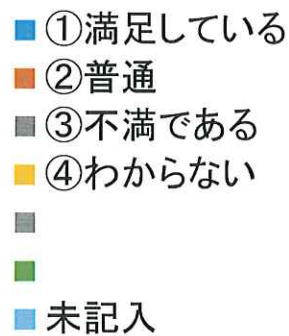 ①満足している
②普通
③不満である
④わからない
未記入